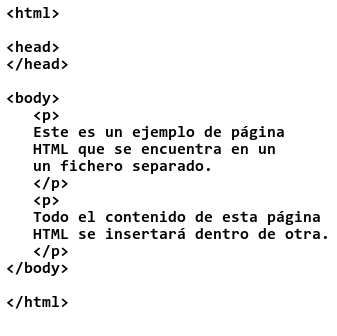 <html>
<head>
</head>
<body>
<p>
Este es un ejemplo de página
HTML que se encuentra en un
un fichero separado.
</p>
<p>
Todo el contenido de esta página
HTML se insertará dentro de otra.
</p>
</body>
</html>